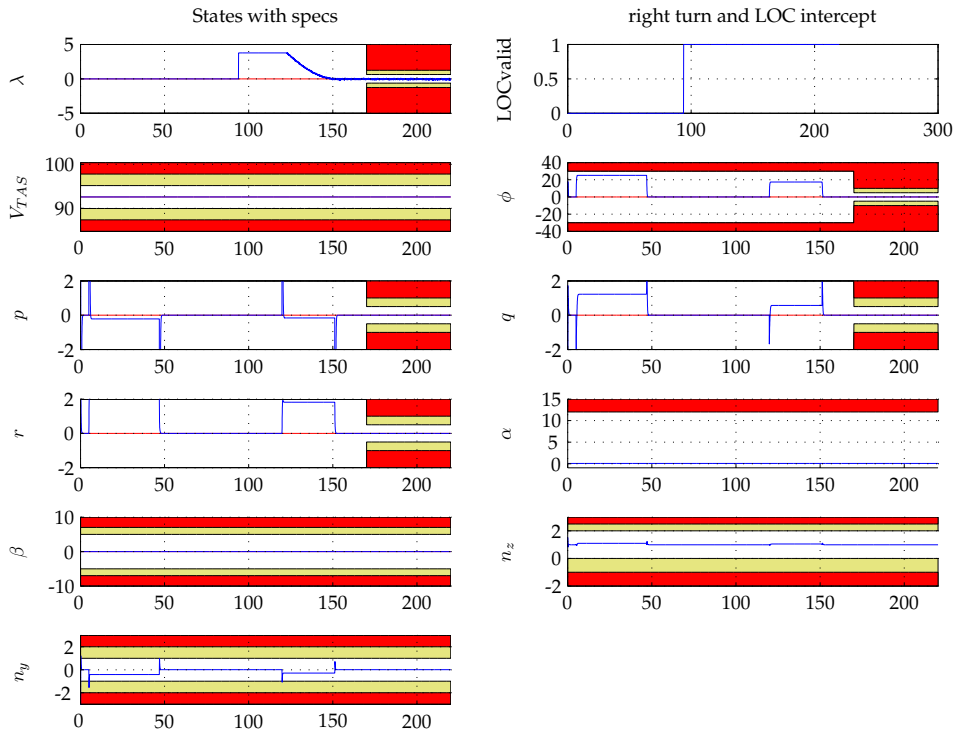 States with specs
right turn and LOC intercept
5
0
-5
λ
0 50 100 150 200
1
0.5
0
LOCvalid
0 100 200 300
100
90
V_TAS
0 50 100 150 200
40
20
0
-20
-40
ϕ
0 50 100 150 200
2
0
-2
p
0 50 100 150 200
2
0
-2
q
0 50 100 150 200
2
0
-2
r
0 50 100 150 200
15
10
5
0
α
0 50 100 150 200
10
0
-10
β
0 50 100 150 200
2
0
-2
n_z
0 50 100 150 200
2
0
-2
n_y
0 50 100 150 200